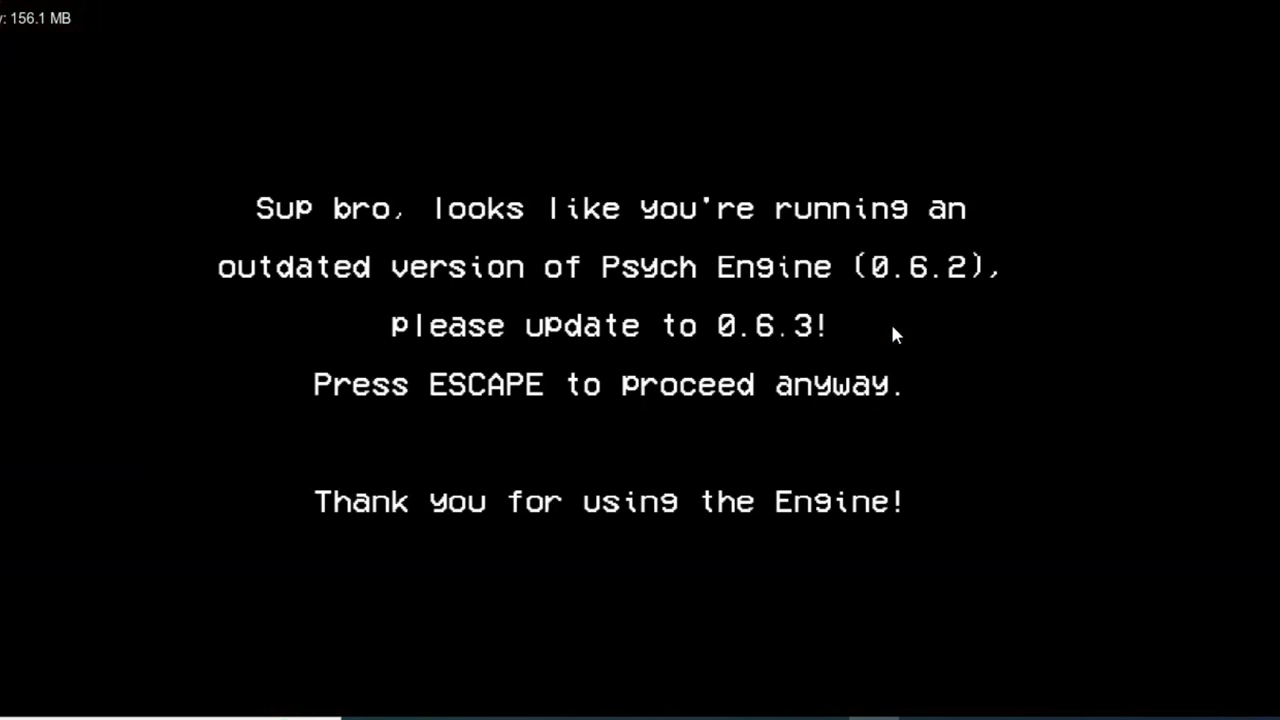 y: 156.1 MB
Sup bro, looks like you're running an
outdated version of Psych Engine (0.6.2),
please update to 0.6.3!
Press ESCAPE to proceed anyway.
Thank you for using the Engine!